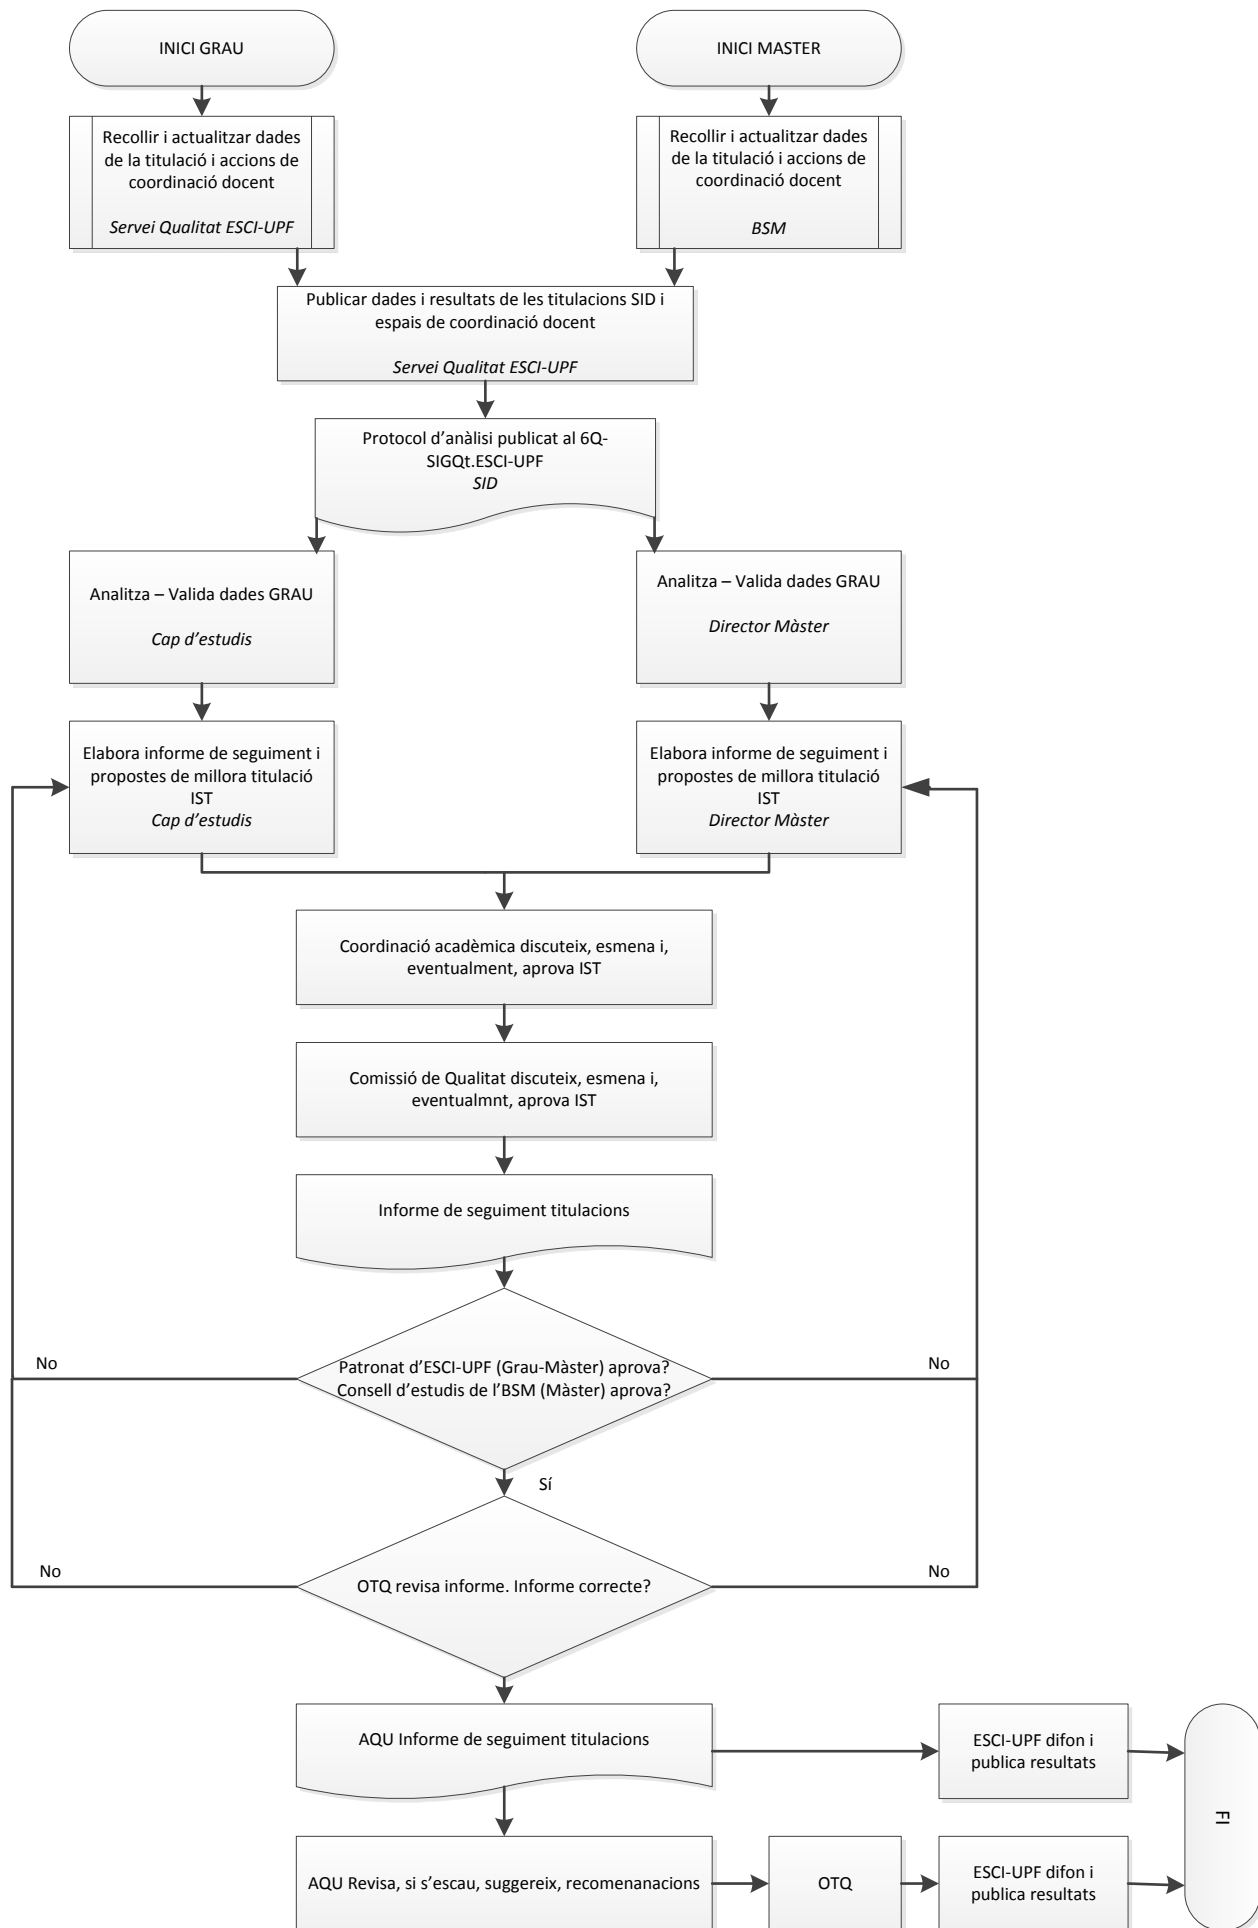 INICI GRAU
INICI MASTER
Recollir i actualitzar dades
de la titulació i accions de
coordinació docent
Servei Qualitat ESCI-UPF
Recollir i actualitzar dades
de la titulació i accions de
coordinació docent
BSM
Publicar dades i resultats de les titulacions SID i
espais de coordinació docent
Servei Qualitat ESCI-UPF
Protocol d’anàlisi publicat al 6Q-
SIGQt.ESCI-UPF
SID
Analitza – Valida dades GRAU
Cap d’estudis
Analitza – Valida dades GRAU
Director Màster
Elabora informe de seguiment i
propostes de millora titulació
IST
Cap d’estudis
Elabora informe de seguiment i
propostes de millora titulació
IST
Director Màster
Coordinació acadèmica discuteix, esmena i,
eventualment, aprova IST
Comissió de Qualitat discuteix, esmena i,
eventualmnt, aprova IST
Informe de seguiment titulacions
No
Patronat d’ESCI-UPF (Grau-Màster) aprova?
Consell d’estudis de l’BSM (Màster) aprova?
No
Sí
No
OTQ revisa informe. Informe correcte?
No
AQU Informe de seguiment titulacions
ESCI-UPF difon i
publica resultats
FI
AQU Revisa, si s’escau, suggereix, recomenanacions
OTQ
ESCI-UPF difon i
publica resultats